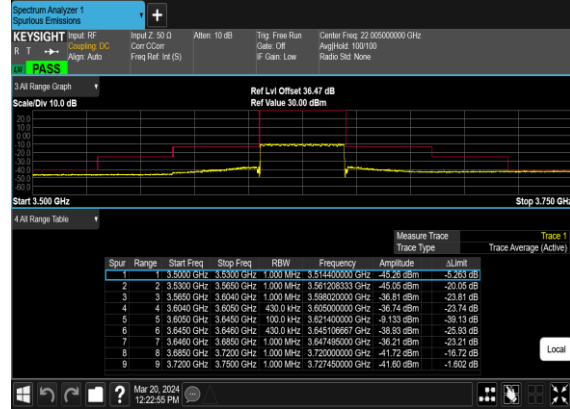 Spectrum Analyzer 1
Spurious Emissions
KEYSIGHT Input: RF Input Z: 50 Ω Atten: 10 dB Trig: Free Run Center Freq: 22.005000000 GHz
R T Coupling: DC Corr CCorr Gate: Off Avg|Hold: 100/100
Align: Auto Freq Ref: Int (S) IF Gain: Low Radio Std: None
PASS
3 All Range Graph
Ref Lvl Offset 36.47 dB
Scale/Div 10.0 dB Ref Value 30.00 dBm
20.0
10.0
0.00
-10.0
-20.0
-30.0
-40.0
-50.0
-60.0
Start 3.500 GHz Stop 3.750 GHz
4 All Range Table
Measure Trace Trace 1
Trace Type Trace Average (Active)
Spur Range Start Freq Stop Freq RBW Frequency Amplitude ΔLimit
1 1 3.5000 GHz 3.5300 GHz 1.000 MHz 3.514400000 GHz -45.26 dBm -5.263 dB
2 2 3.5300 GHz 3.5650 GHz 1.000 MHz 3.561208333 GHz -45.05 dBm -20.05 dB
3 3 3.5650 GHz 3.6040 GHz 1.000 MHz 3.598020000 GHz -36.81 dBm -23.81 dB
4 4 3.6040 GHz 3.6050 GHz 430.0 kHz 3.605000000 GHz -36.74 dBm -23.74 dB
5 5 3.6050 GHz 3.6450 GHz 100.0 kHz 3.621400000 GHz -9.133 dBm -39.13 dB
6 6 3.6450 GHz 3.6460 GHz 430.0 kHz 3.645106667 GHz -38.93 dBm -25.93 dB
7 7 3.6460 GHz 3.6850 GHz 1.000 MHz 3.647495000 GHz -36.21 dBm -23.21 dB
8 8 3.6850 GHz 3.7200 GHz 1.000 MHz 3.720000000 GHz -41.72 dBm -16.72 dB
9 9 3.7200 GHz 3.7500 GHz 1.000 MHz 3.727450000 GHz -41.60 dBm -1.602 dB
Local
Mar 20, 2024
12:22:55 PM